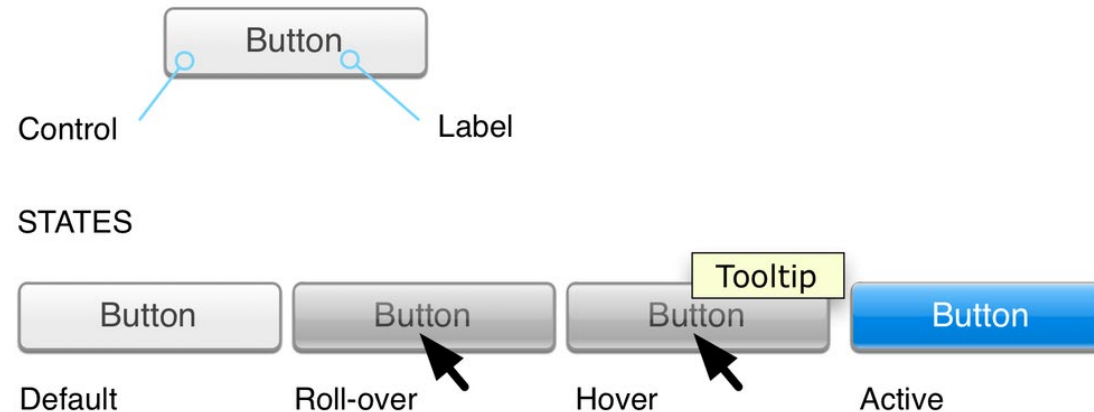 Button
Control
Label
STATES
Tooltip
Button
Button
Button
Button
Default
Roll-over
Hover
Active